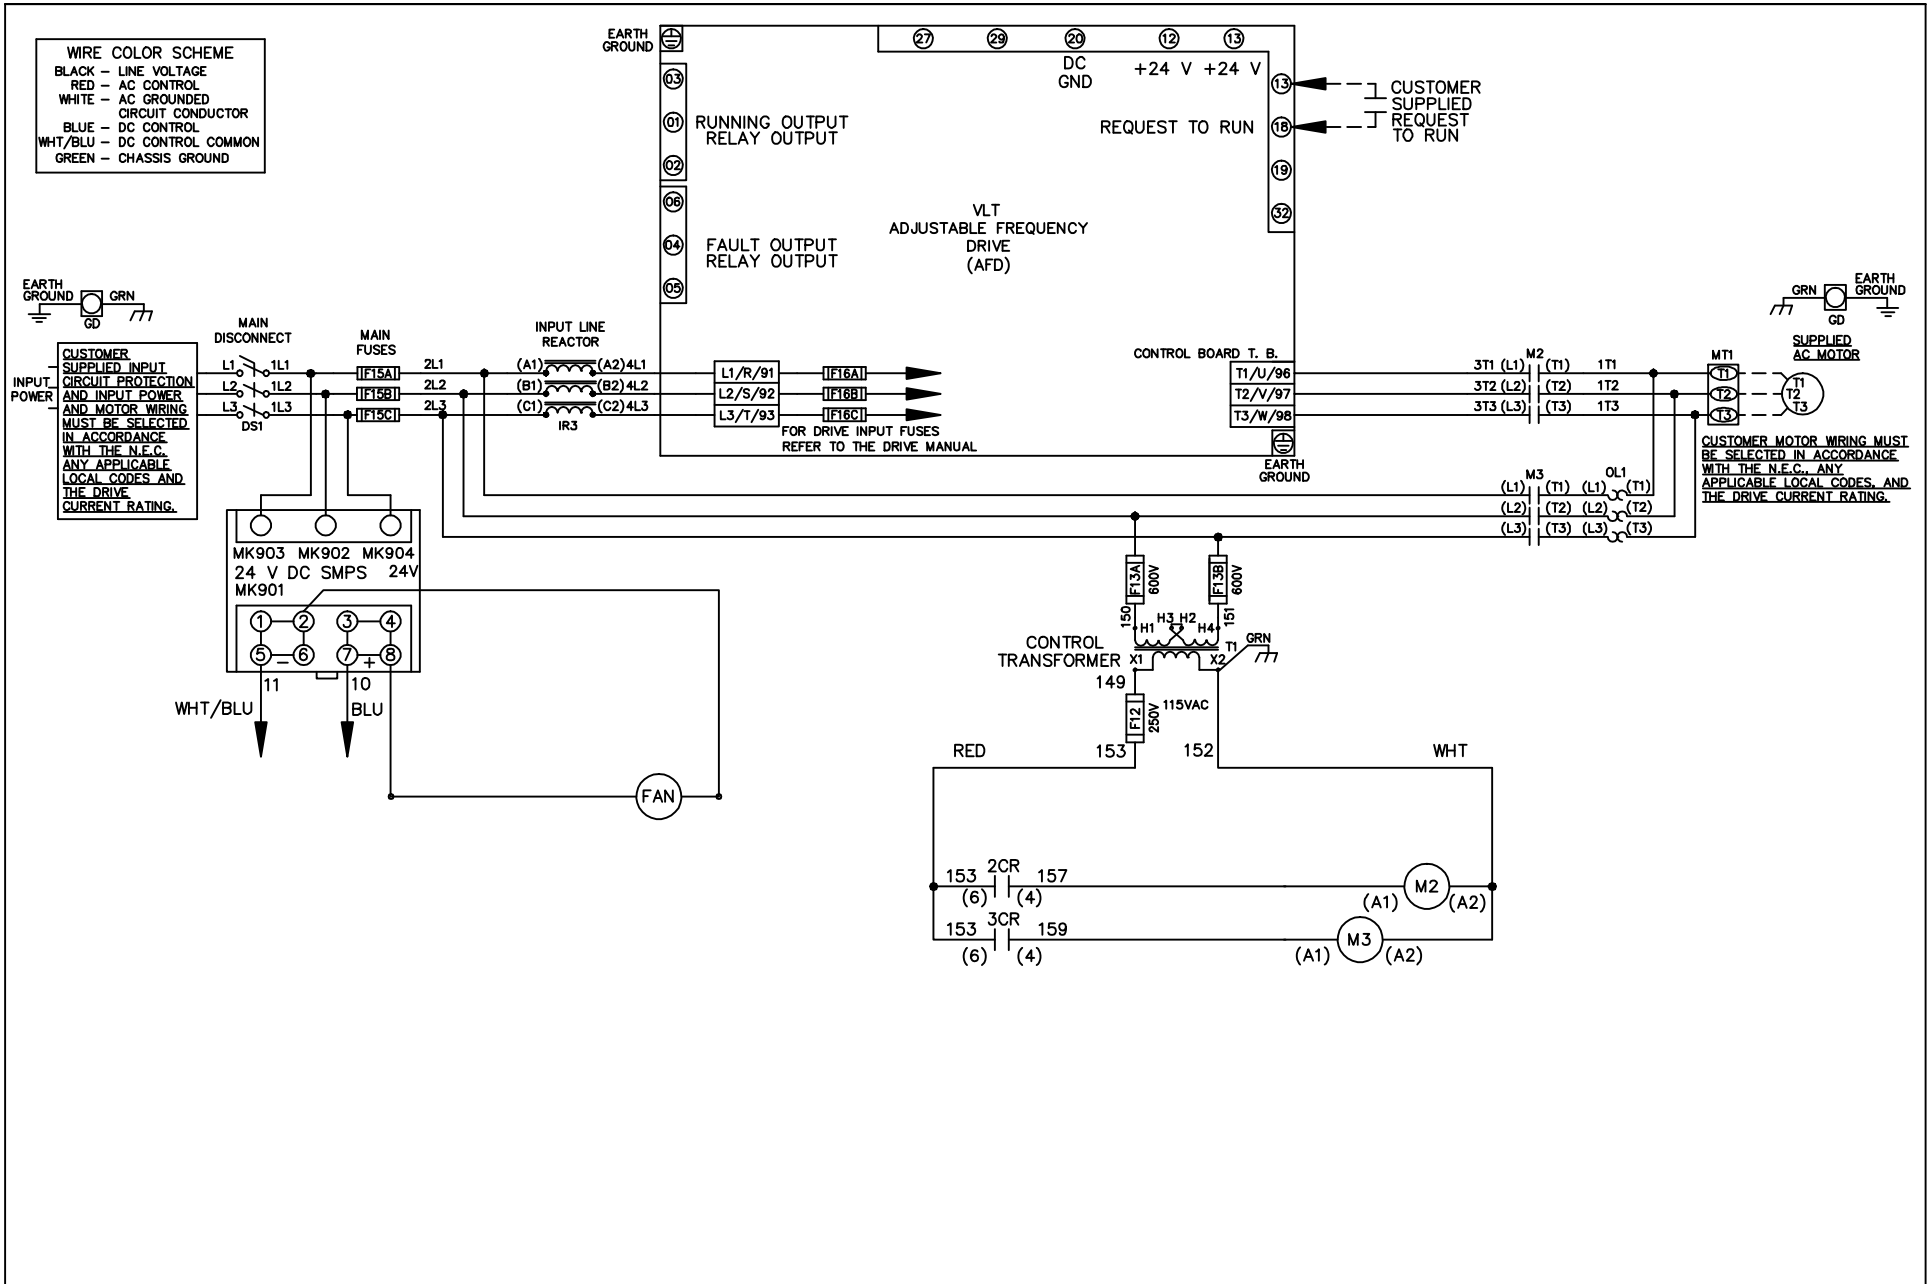 WIRE COLOR SCHEME
BLACK – LINE VOLTAGE
RED – AC CONTROL
WHITE – AC GROUNDED
CIRCUIT CONDUCTOR
BLUE – DC CONTROL
WHT/BLU – DC CONTROL COMMON
GREEN – CHASSIS GROUND
EARTH
GROUND
03
01
02
RUNNING OUTPUT
RELAY OUTPUT
06
04
05
FAULT OUTPUT
RELAY OUTPUT
27 29 20 12 13
DC
GND
+24 V +24 V
13
REQUEST TO RUN 18
19
32
CUSTOMER
SUPPLIED
REQUEST
TO RUN
VLT
ADJUSTABLE FREQUENCY
DRIVE
(AFD)
EARTH
GROUND
GRN
GD
INPUT
POWER
CUSTOMER
SUPPLIED INPUT
CIRCUIT PROTECTION
AND INPUT POWER
AND MOTOR WIRING
MUST BE SELECTED
IN ACCORDANCE
WITH THE N.E.C.
ANY APPLICABLE
LOCAL CODES AND
THE DRIVE
CURRENT RATING.
MAIN
DISCONNECT
L1 1L1
L2 1L2
L3 1L3
DS1
MAIN
FUSES
F15A 2L1
F15B 2L2
F15C 2L3
INPUT LINE
REACTOR
(A1) (A2) 4L1
(B1) (B2) 4L2
(C1) (C2) 4L3
IR3
L1/R/91 F16A
L2/S/92 F16B
L3/T/93 F16C
FOR DRIVE INPUT FUSES
REFER TO THE DRIVE MANUAL
CONTROL BOARD T. B.
T1/U/96
T2/V/97
T3/W/98
EARTH
GROUND
M2
3T1 (L1) (T1) 1T1
3T2 (L2) (T2) 1T2
3T3 (L3) (T3) 1T3
MT1
T1
T2
T3
GRN
EARTH
GROUND
GD
SUPPLIED
AC MOTOR
T1
T2
T3
CUSTOMER MOTOR WIRING MUST
BE SELECTED IN ACCORDANCE
WITH THE N.E.C., ANY
APPLICABLE LOCAL CODES, AND
THE DRIVE CURRENT RATING.
M3 OL1
(L1) (T1) (L1) (T1)
(L2) (T2) (L2) (T2)
(L3) (T3) (L3) (T3)
MK903 MK902 MK904
24 V DC SMPS 24V
MK901
1 2 3 4
5 – 6 7 + 8
11 10
WHT/BLU BLU
FAN
F13A
600V
F13B
600V
150 151
H1 H3 H2 H4
CONTROL
TRANSFORMER
X1 X2 T1
GRN
149
F12
250V
115VAC
RED 153 152 WHT
2CR
153 157
(6) (4)
M2
(A1) (A2)
3CR
153 159
(6) (4)
M3
(A1) (A2)